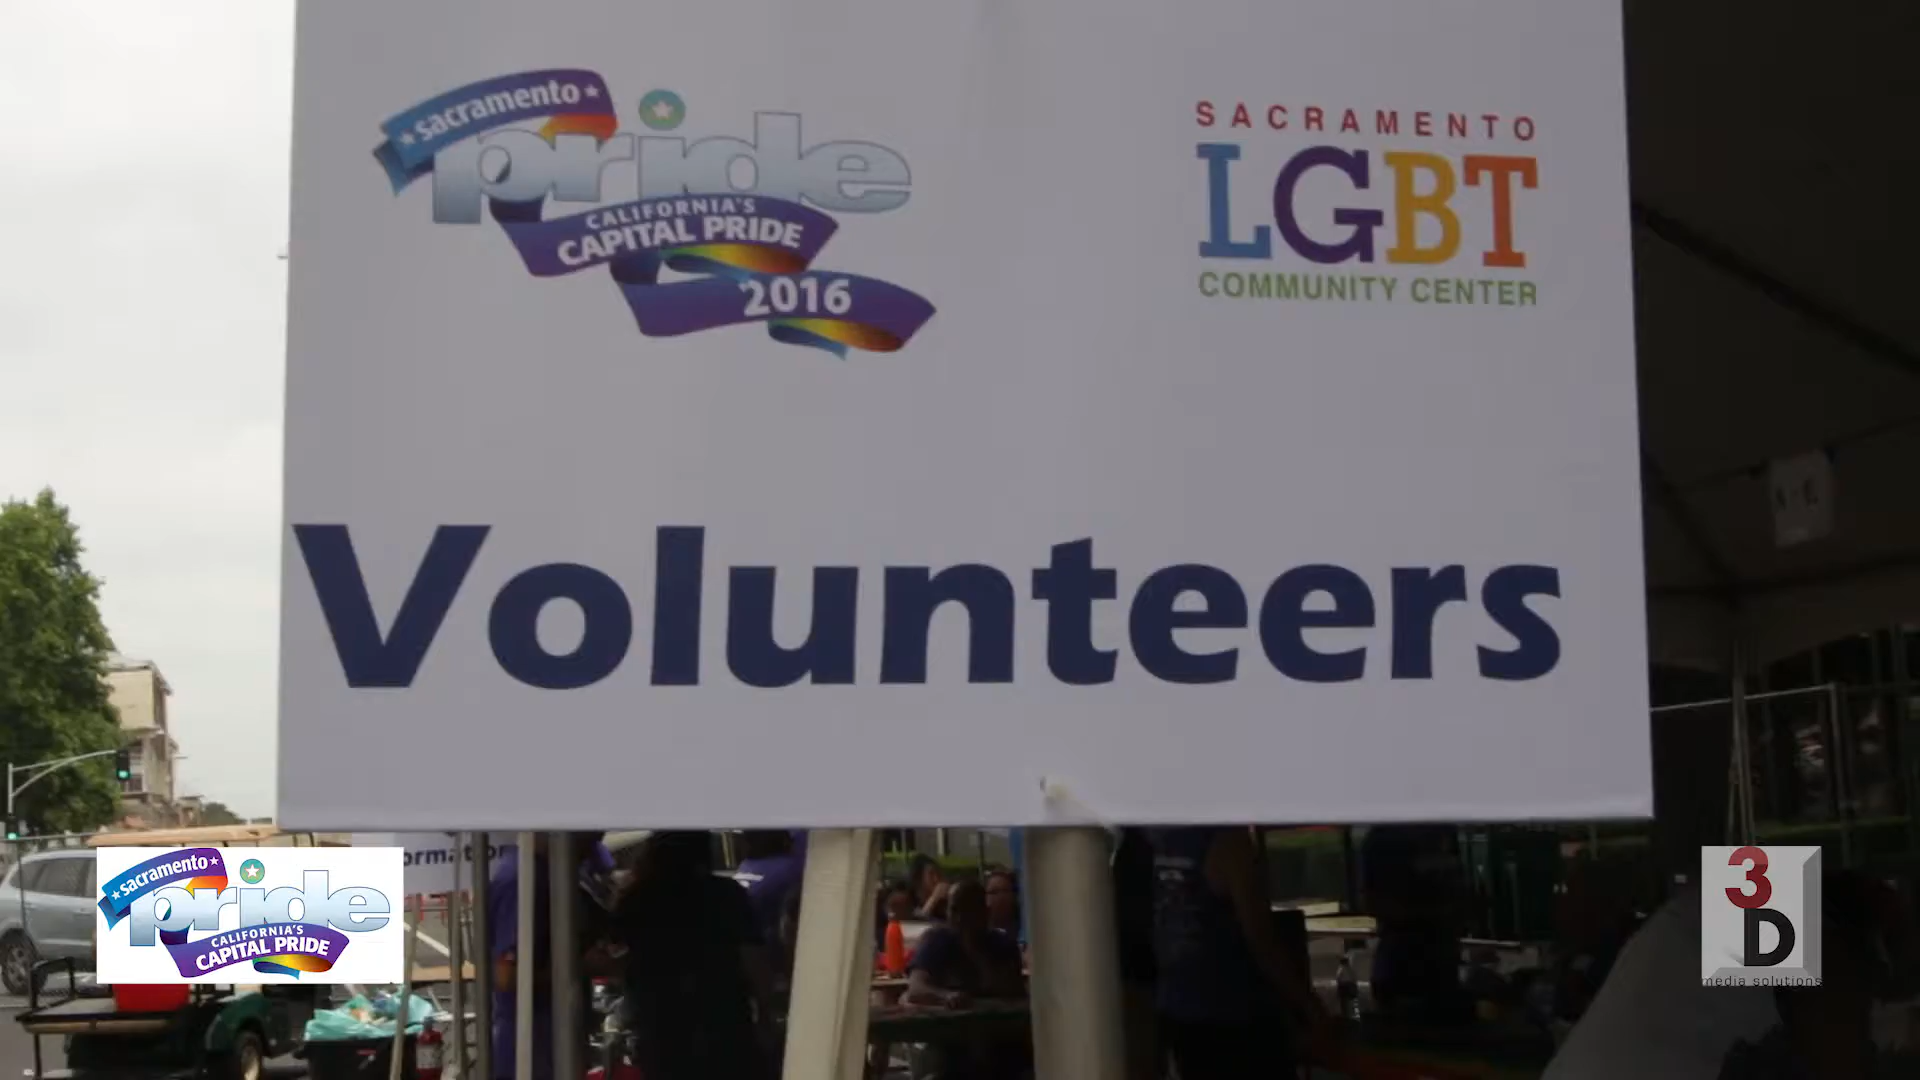 sacramento
pride
CALIFORNIA'S
CAPITAL PRIDE
2016
SACRAMENTO
LGBT
COMMUNITY CENTER
Volunteers
sacramento
pride
CALIFORNIA'S
CAPITAL PRIDE
3
D
media solutions